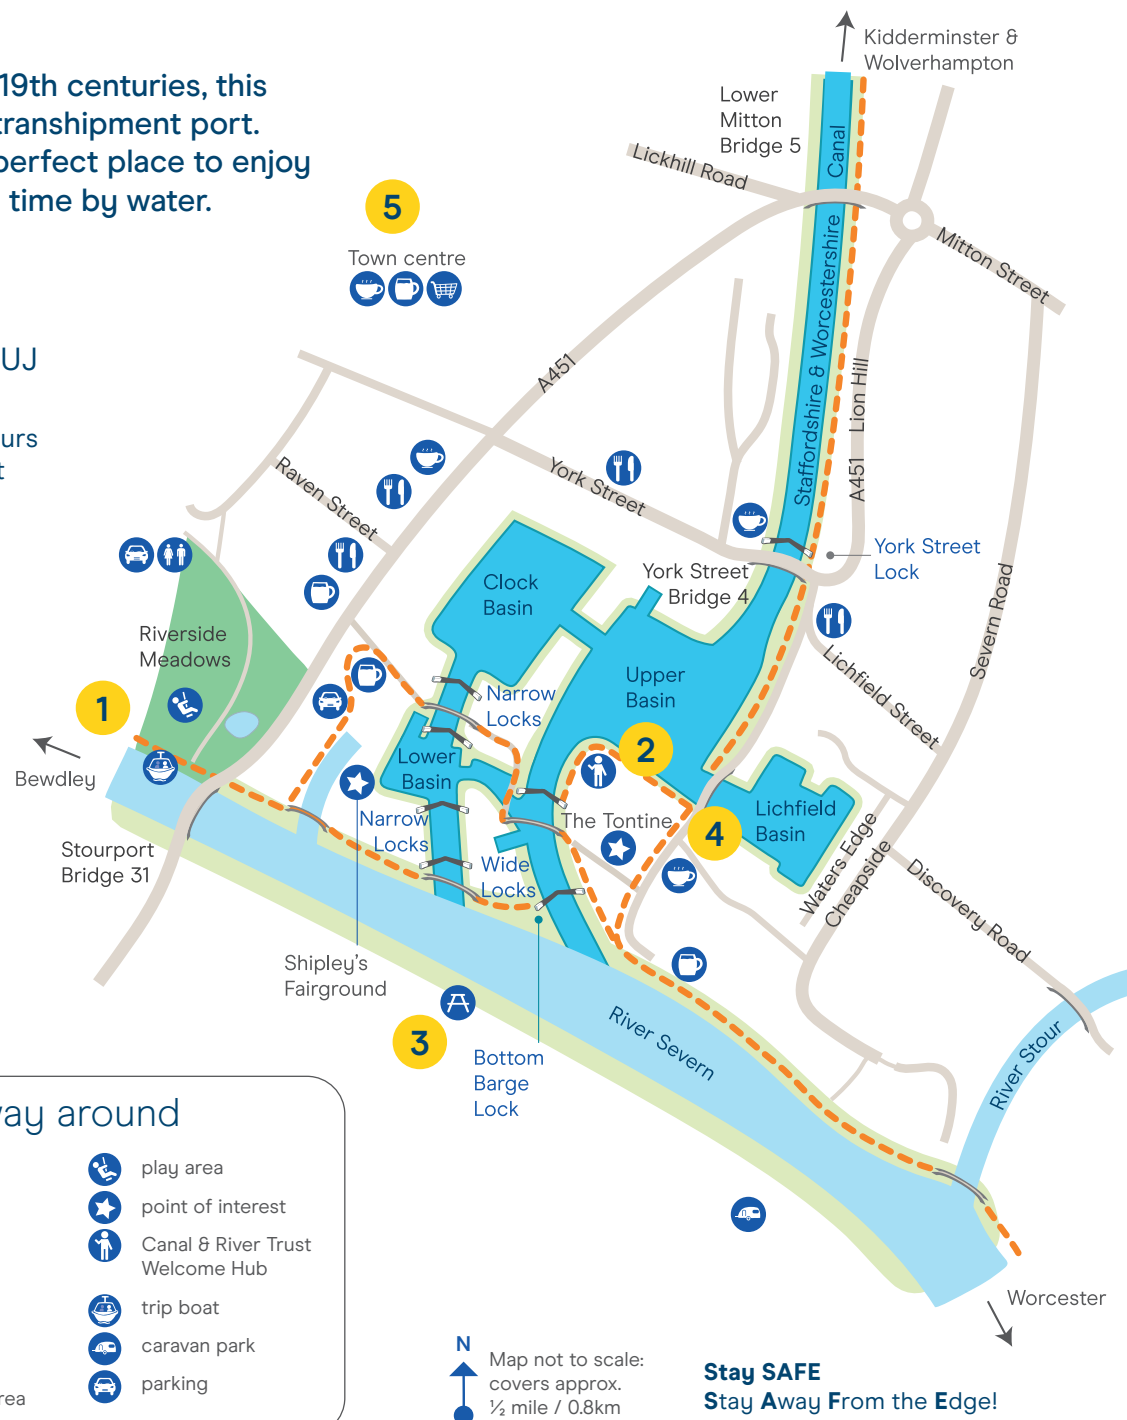 19th centuries, this
transhipment port.
perfect place to enjoy
time by water.
UJ
urs
t
Kidderminster &
Wolverhampton
Lower
Mitton
Bridge 5
Lickhill Road
Canal
Mitton Street
5
Town centre
A451
Staffordshire & Worcestershire
A451 Lion Hill
Raven Street
York Street
York Street
Lock
York Street
Bridge 4
Clock
Basin
Severn Road
Riverside
Meadows
Upper
Basin
Lichfield Street
1
Narrow
Locks
2
Bewdley
Lower
Basin
Narrow
Locks
The Tontine
4
Lichfield
Basin
Stourport
Bridge 31
Wide
Locks
Waters Edge
Cheapside
Discovery Road
Shipley's
Fairground
3
River Severn
River Stour
Bottom
Barge
Lock
way around
play area
point of interest
Canal & River Trust
Welcome Hub
trip boat
caravan park
parking
rea
Worcester
N
Map not to scale:
covers approx.
½ mile / 0.8km
Stay SAFE
Stay Away From the Edge!